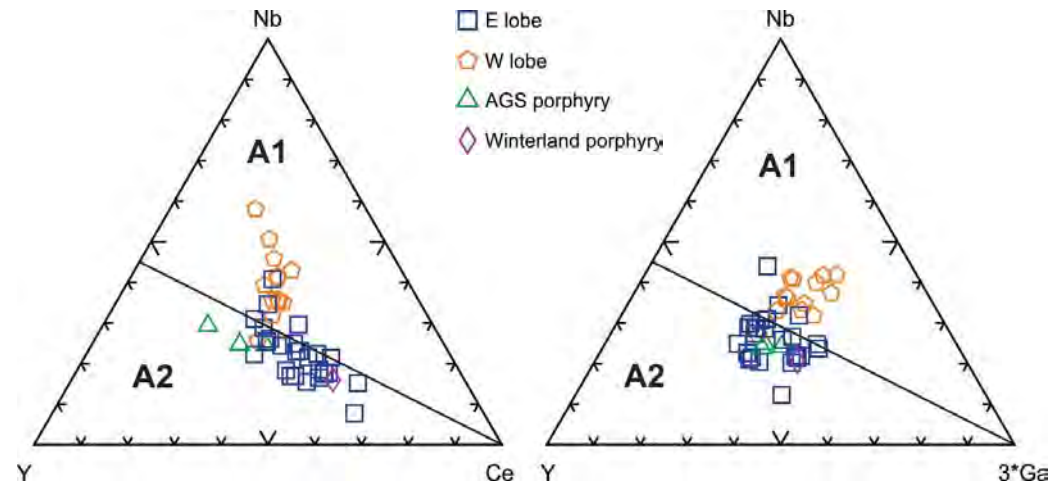 Nb
E lobe
W lobe
AGS porphyry
Winterland porphyry
A1
A2
Y
Ce
Nb
A1
A2
Y
3*Ga